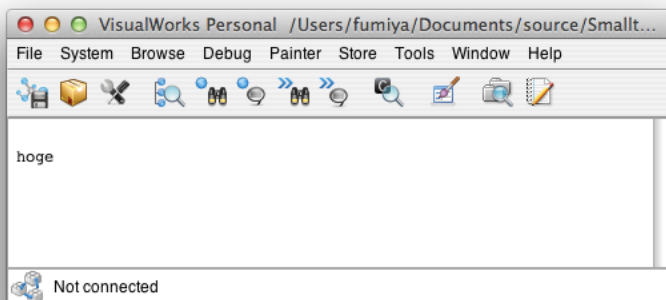 VisualWorks Personal /Users/fumiya/Documents/source/Smallt...
File System Browse Debug Painter Store Tools Window Help
hoge
Not connected